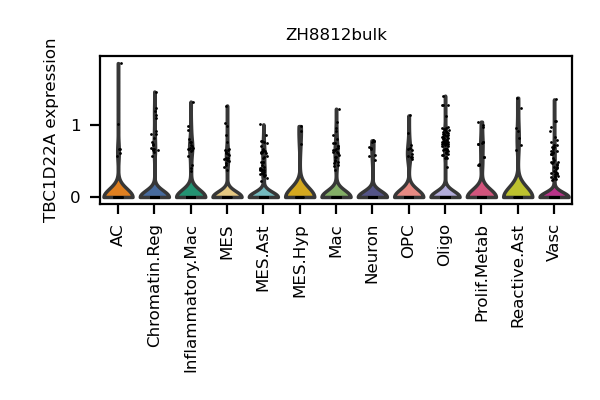 ZH8812bulk
TBC1D22A expression
1
0
AC
Chromatin.Reg
Inflammatory.Mac
MES
MES.Ast
MES.Hyp
Mac
Neuron
OPC
Oligo
Prolif.Metab
Reactive.Ast
Vasc